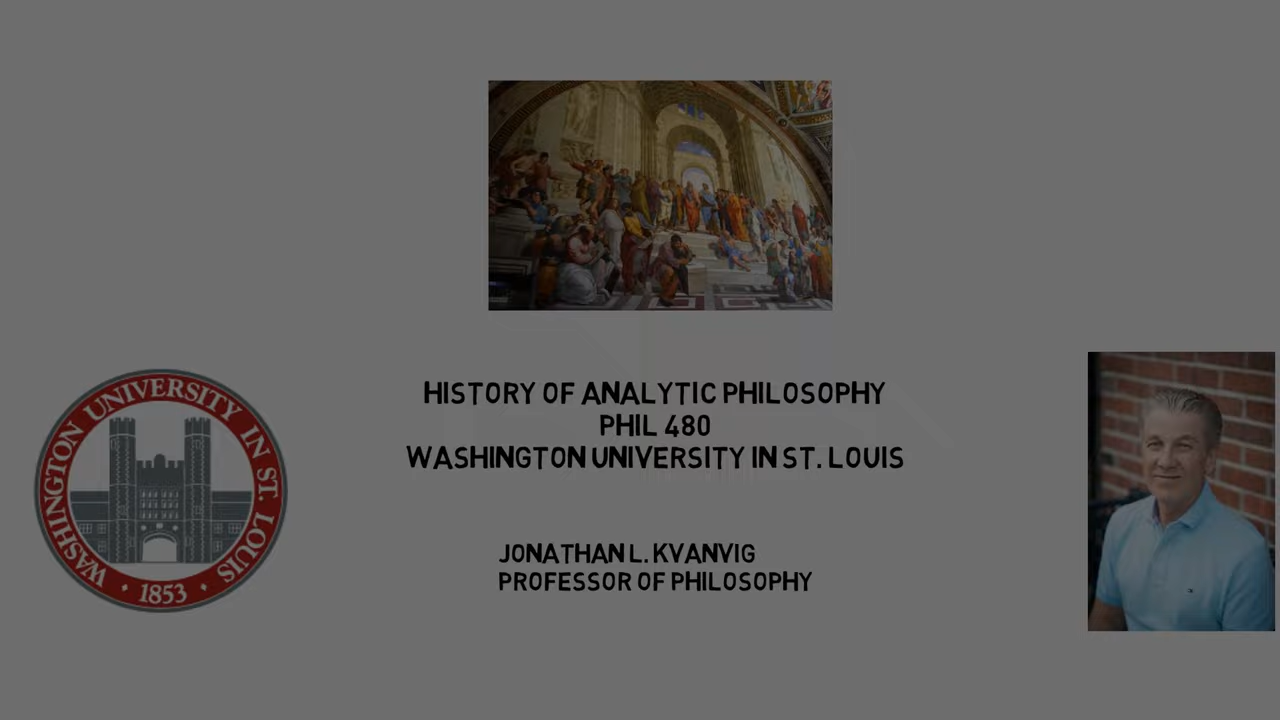 HISTORY OF ANALYTIC PHILOSOPHY
PHIL 480
WASHINGTON UNIVERSITY IN ST. LOUIS
WASHINGTON UNIVERSITY IN ST. LOUIS
· 1853 ·
JONATHAN L. KVANVIG
PROFESSOR OF PHILOSOPHY